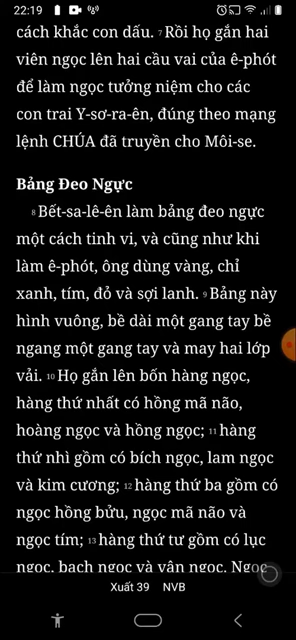 22:19
cách khắc con dấu. 7 Rồi họ gắn hai
viên ngọc lên hai cầu vai của ê-phót
để làm ngọc tưởng niệm cho các
con trai Y-sơ-ra-ên, đúng theo mạng
lệnh CHÚA đã truyền cho Môi-se.
Bảng Đeo Ngực
8 Bết-sa-lê-ên làm bảng đeo ngực
một cách tinh vi, và cũng như khi
làm ê-phót, ông dùng vàng, chỉ
xanh, tím, đỏ và sợi lanh. 9 Bảng này
hình vuông, bề dài một gang tay bề
ngang một gang tay và may hai lớp
vải. 10 Họ gắn lên bốn hàng ngọc,
hàng thứ nhất có hồng mã não,
hoàng ngọc và hồng ngọc; 11 hàng
thứ nhì gồm có bích ngọc, lam ngọc
và kim cương; 12 hàng thứ ba gồm có
ngọc hồng bửu, ngọc mã não và
ngọc tím; 13 hàng thứ tư gồm có lục
ngọc, bạch ngọc và vân ngọc. Ngọc
Xuất 39 NVB